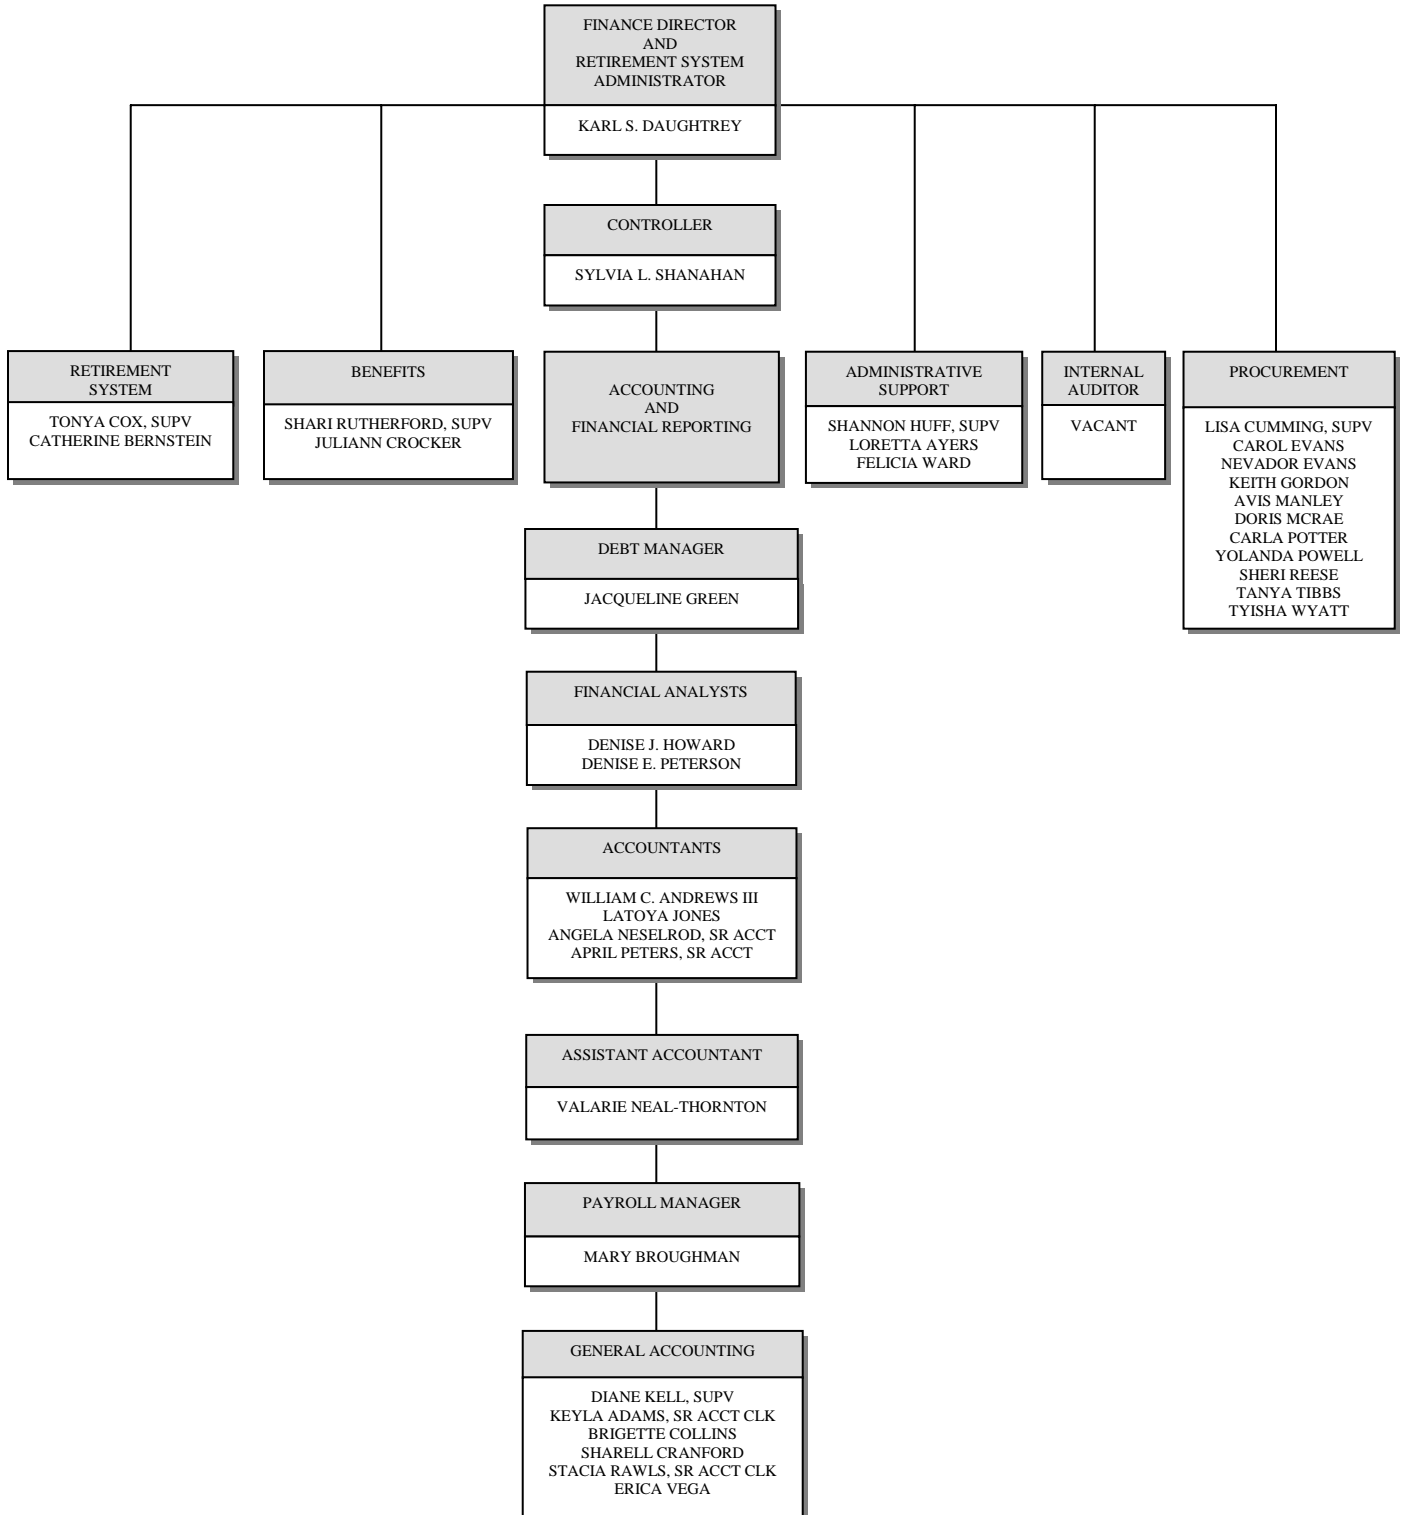 FINANCE DIRECTOR
AND
RETIREMENT SYSTEM
ADMINISTRATOR
KARL S. DAUGHTREY
CONTROLLER
SYLVIA L. SHANAHAN
RETIREMENT
SYSTEM
TONYA COX, SUPV
CATHERINE BERNSTEIN
BENEFITS
SHARI RUTHERFORD, SUPV
JULIANN CROCKER
ACCOUNTING
AND
FINANCIAL REPORTING
ADMINISTRATIVE
SUPPORT
SHANNON HUFF, SUPV
LORETTA AYERS
FELICIA WARD
INTERNAL
AUDITOR
VACANT
PROCUREMENT
LISA CUMMING, SUPV
CAROL EVANS
NEVADOR EVANS
KEITH GORDON
AVIS MANLEY
DORIS MCRAE
CARLA POTTER
YOLANDA POWELL
SHERI REESE
TANYA TIBBS
TYISHA WYATT
DEBT MANAGER
JACQUELINE GREEN
FINANCIAL ANALYSTS
DENISE J. HOWARD
DENISE E. PETERSON
ACCOUNTANTS
WILLIAM C. ANDREWS III
LATOYA JONES
ANGELA NESELROD, SR ACCT
APRIL PETERS, SR ACCT
ASSISTANT ACCOUNTANT
VALARIE NEAL-THORNTON
PAYROLL MANAGER
MARY BROUGHMAN
GENERAL ACCOUNTING
DIANE KELL, SUPV
KEYLA ADAMS, SR ACCT CLK
BRIGETTE COLLINS
SHARELL CRANFORD
STACIA RAWLS, SR ACCT CLK
ERICA VEGA